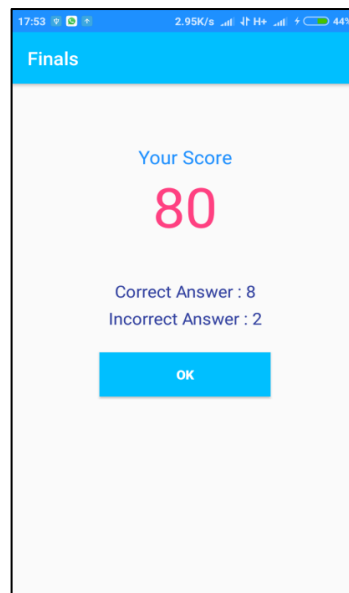 17:53 2.95K/s H+ 44%
Finals
Your Score
80
Correct Answer : 8
Incorrect Answer : 2
OK